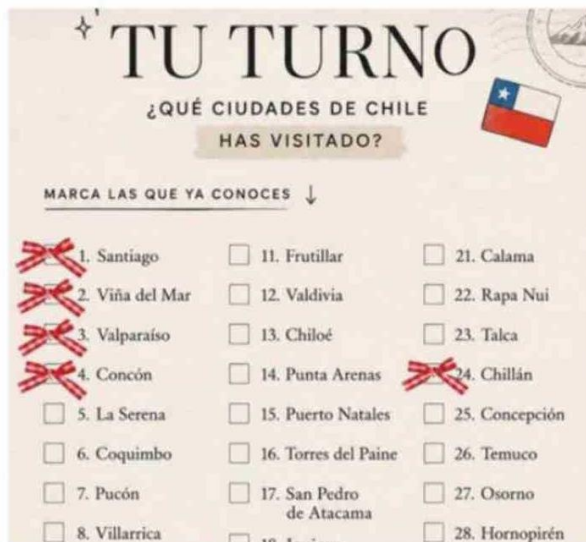 TU TURNO
¿QUÉ CIUDADES DE CHILE
HAS VISITADO?
MARCA LAS QUE YA CONOCES ↓
1. Santiago
2. Viña del Mar
3. Valparaíso
4. Concón
5. La Serena
6. Coquimbo
7. Pucón
8. Villarrica
11. Frutillar
12. Valdivia
13. Chiloé
14. Punta Arenas
15. Puerto Natales
16. Torres del Paine
17. San Pedro
de Atacama
21. Calama
22. Rapa Nui
23. Talca
24. Chillán
25. Concepción
26. Temuco
27. Osorno
28. Hornopirén